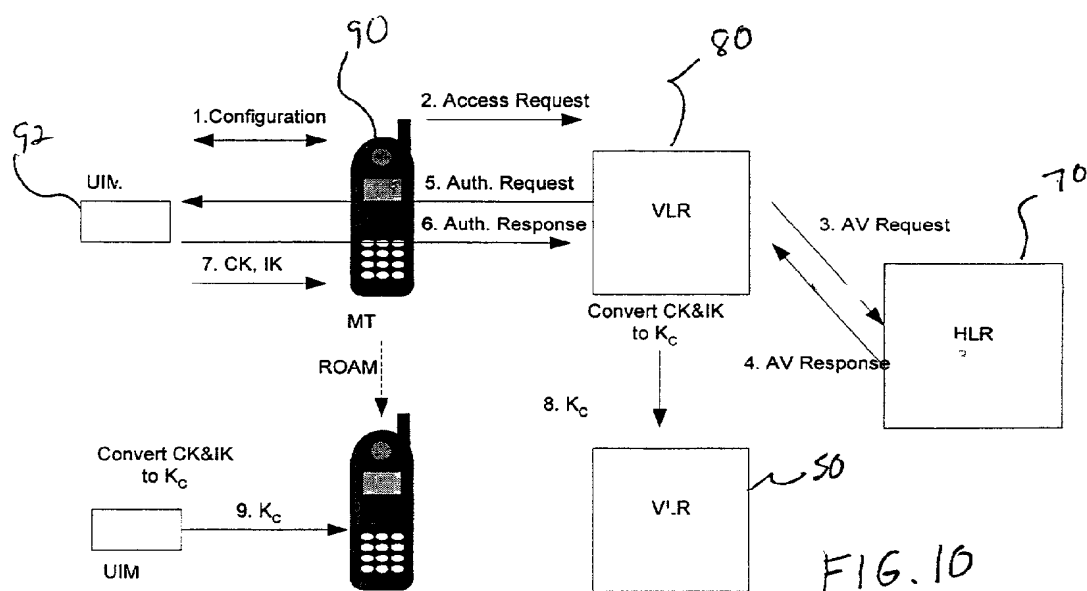 90
80
1.Configuration
2. Access Request
92
UIM
5. Auth. Request
VLR
70
6. Auth. Response
3. AV Request
7. CK, IK
MT
Convert CK&IK
to KC
HLR
4. AV Response
ROAM
8. KC
Convert CK&IK
to KC
50
VLR
9. KC
UIM
FIG.10